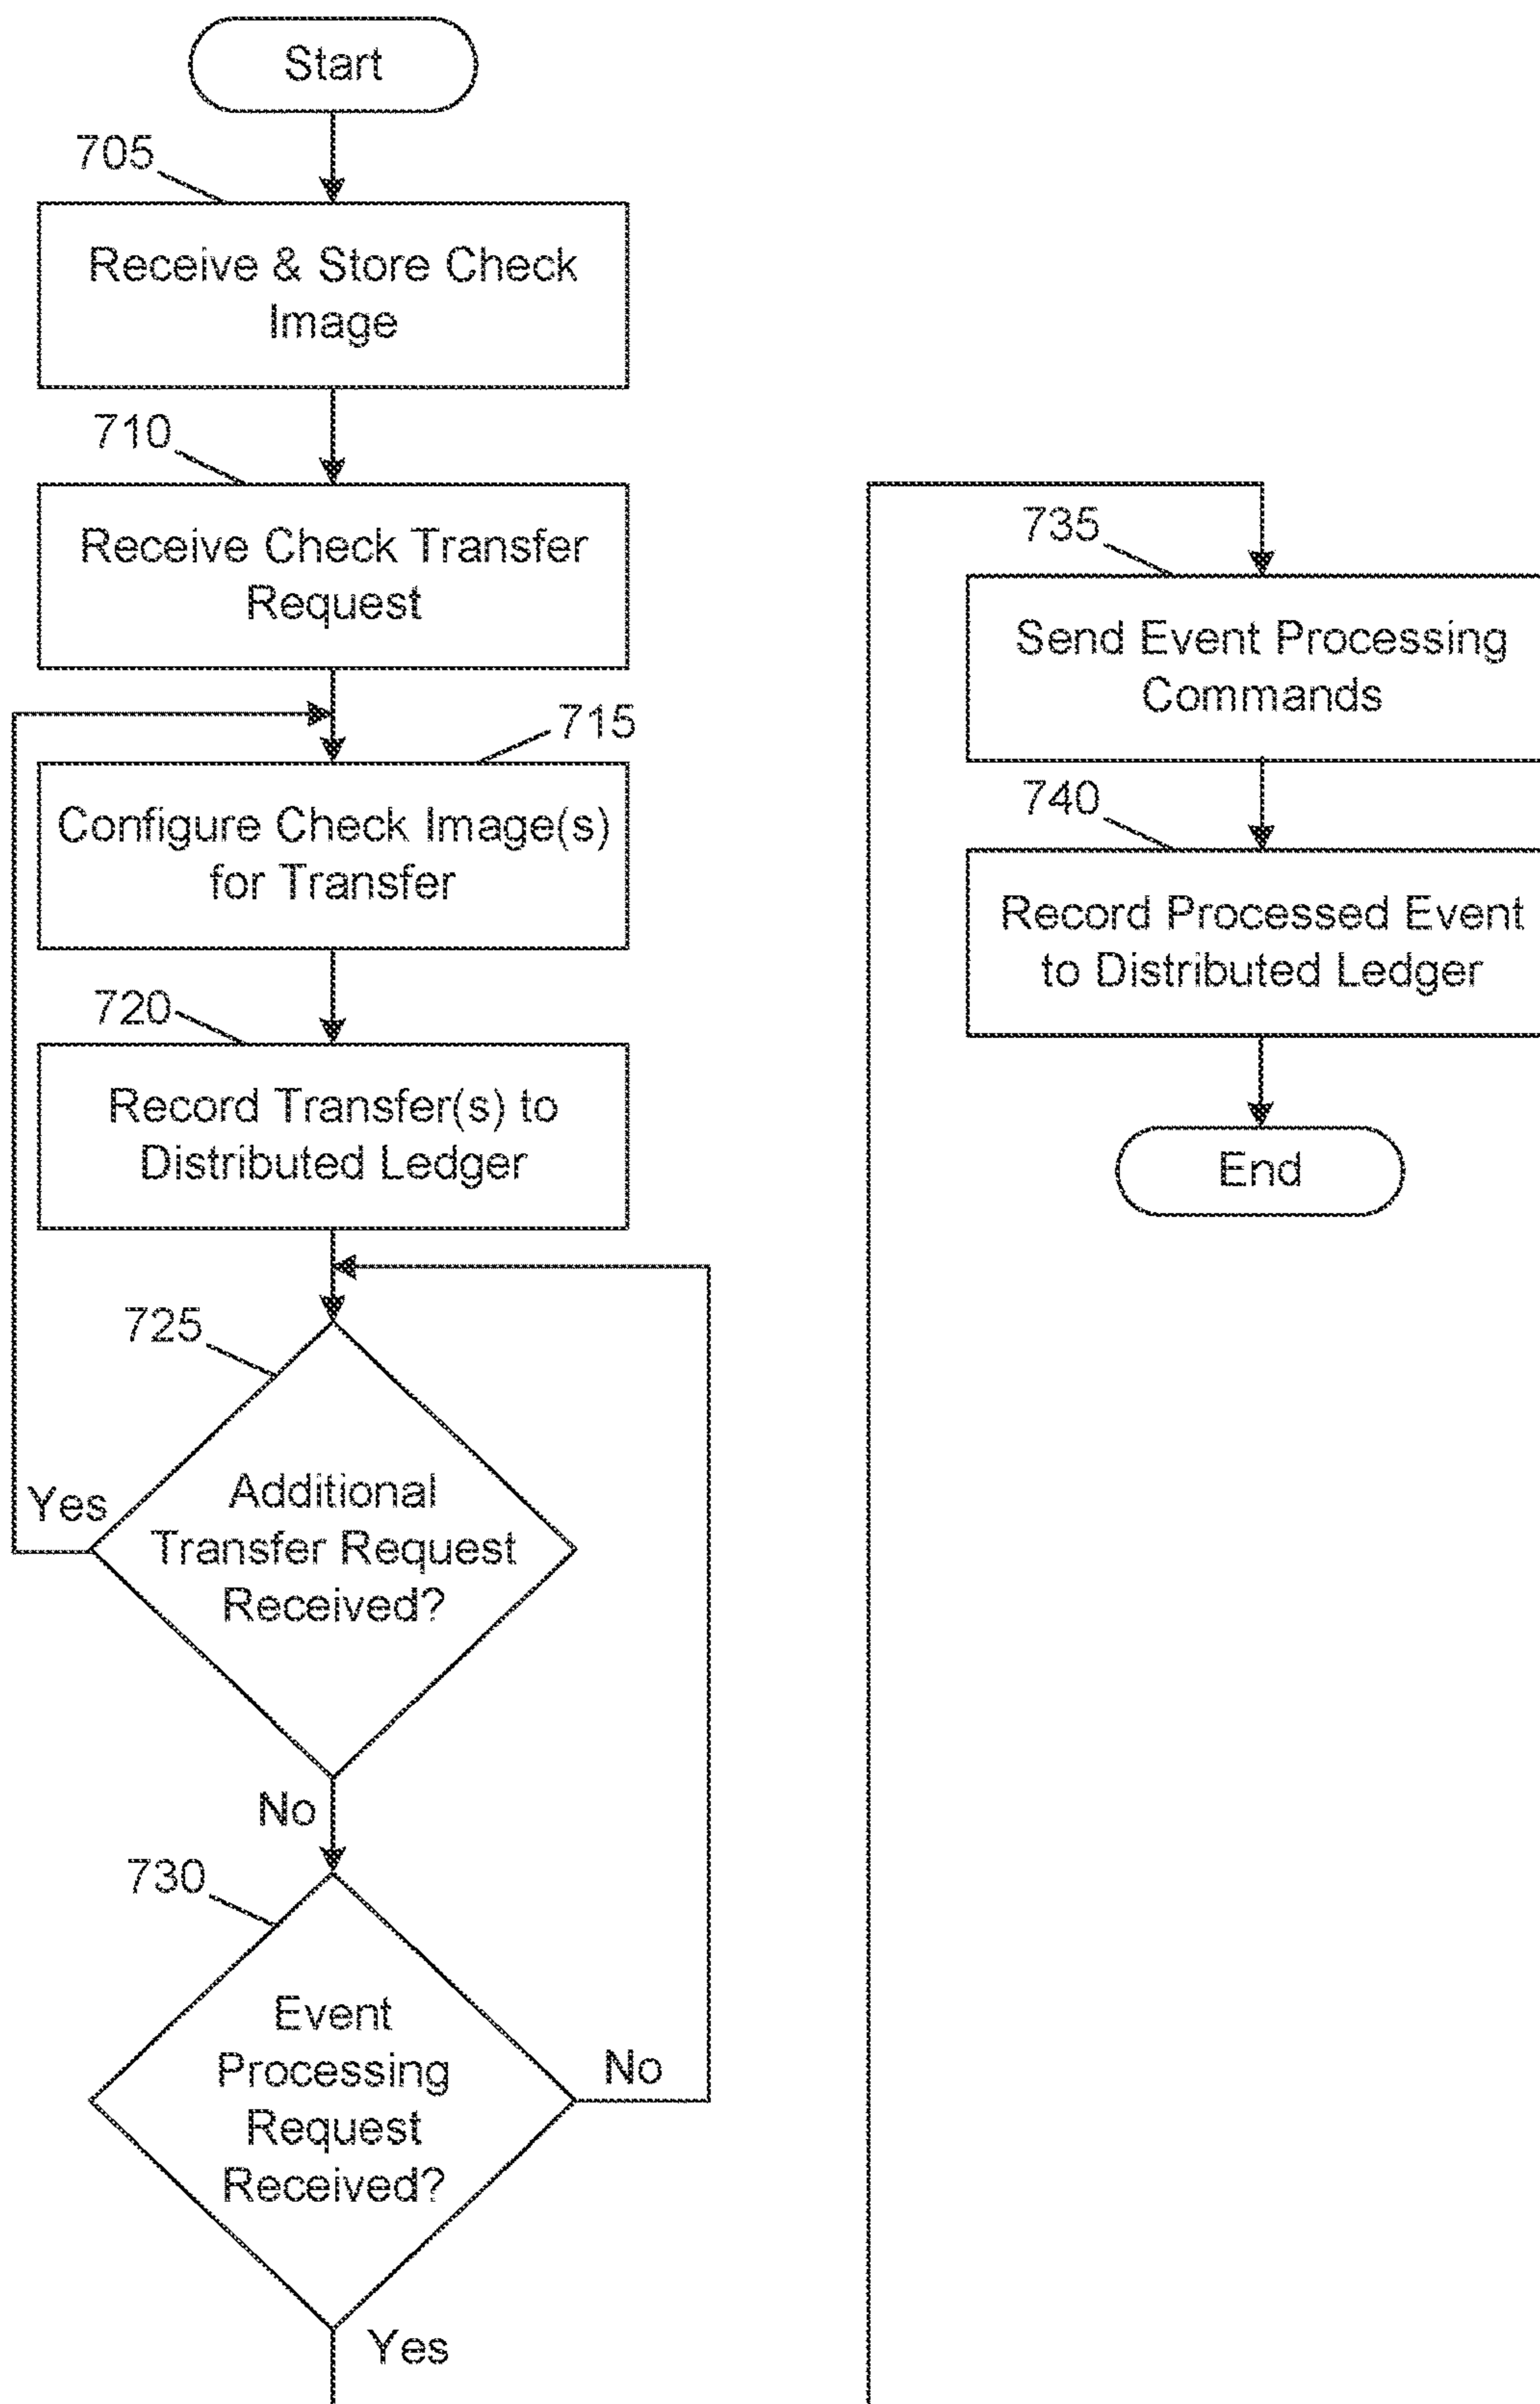 Start
705
Receive & Store Check
Image
710
Receive Check Transfer
Request
715
Configure Check Image(s)
for Transfer
720
Record Transfer(s) to
Distributed Ledger
725
Additional
Transfer Request
Received?
Yes
No
730
Event
Processing
Request
Received?
No
Yes
735
Send Event Processing
Commands
740
Record Processed Event
to Distributed Ledger
End